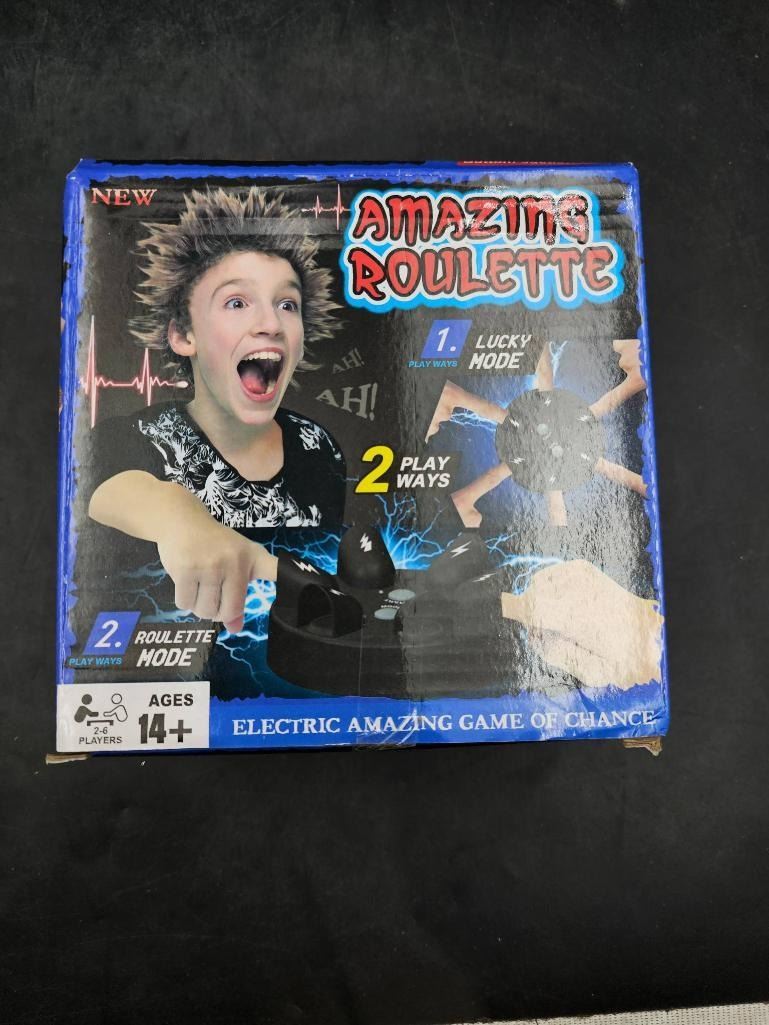 NEW
AMAZING
ROULETTE
1. LUCKY
PLAY WAYS MODE
AH!
AH!
2 PLAY
WAYS
2. ROULETTE
PLAY WAYS MODE
2-6
PLAYERS
AGES
14+
ELECTRIC AMAZING GAME OF CHANCE